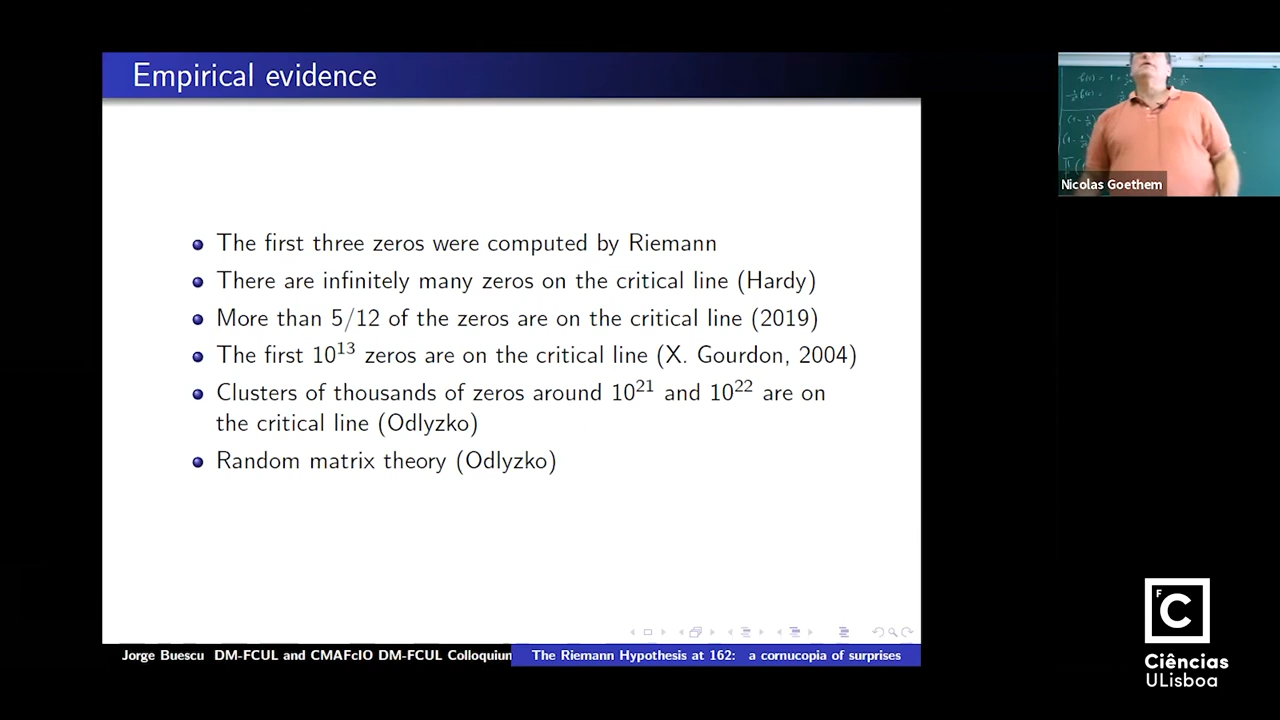 Empirical evidence
The first three zeros were computed by Riemann
There are infinitely many zeros on the critical line (Hardy)
More than 5/12 of the zeros are on the critical line (2019)
The first 10^13 zeros are on the critical line (X. Gourdon, 2004)
Clusters of thousands of zeros around 10^21 and 10^22 are on
the critical line (Odlyzko)
Random matrix theory (Odlyzko)
Jorge Buescu DM-FCUL and CMAFcIO DM-FCUL Colloquium
The Riemann Hypothesis at 162: a cornucopia of surprises
Nicolas Goethem
F
C
Ciências
ULisboa